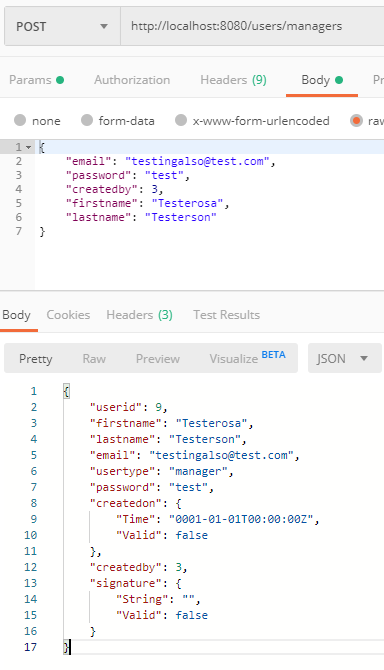 POST http://localhost:8080/users/managers
Params Authorization Headers (9) Body Pr
none form-data x-www-form-urlencoded raw
1 {
2 "email": "testingalso@test.com",
3 "password": "test",
4 "createdby": 3,
5 "firstname": "Testerosa",
6 "lastname": "Testerson"
7 }
Body Cookies Headers (3) Test Results
Pretty Raw Preview Visualize BETA JSON
1 {
2 "userid": 9,
3 "firstname": "Testerosa",
4 "lastname": "Testerson",
5 "email": "testingalso@test.com",
6 "usertype": "manager",
7 "password": "test",
8 "createdon": {
9 "Time": "0001-01-01T00:00:00Z",
10 "Valid": false
11 },
12 "createdby": 3,
13 "signature": {
14 "String": "",
15 "Valid": false
16 }
17 }